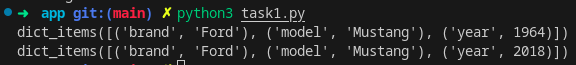 ➜ app git:(main) ✗ python3 task1.py
dict_items([('brand', 'Ford'), ('model', 'Mustang'), ('year', 1964)])
dict_items([('brand', 'Ford'), ('model', 'Mustang'), ('year', 2018)])